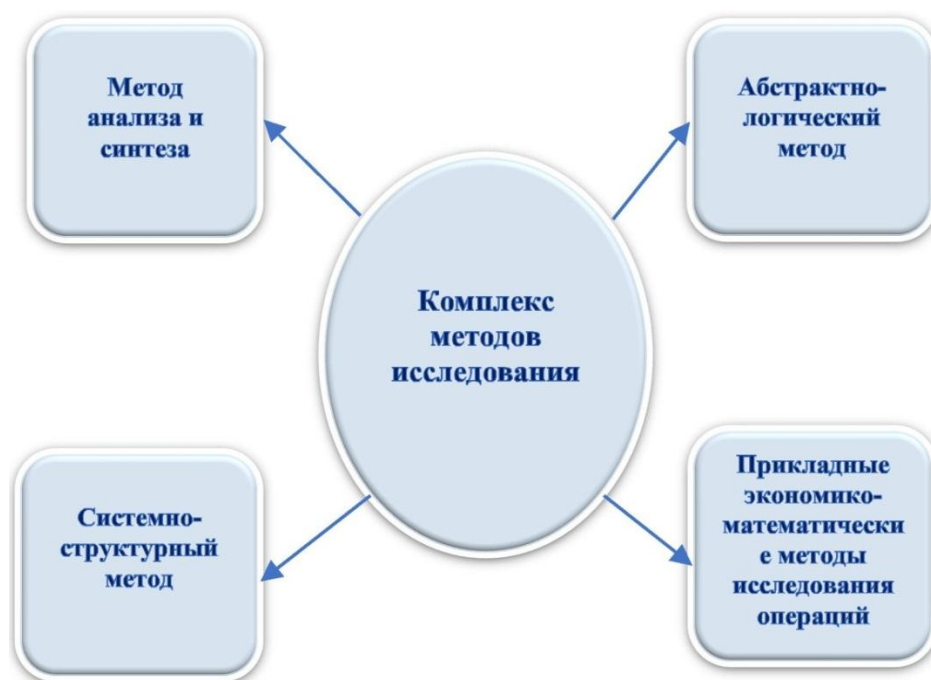 Метод
анализа и
синтеза
Абстрактно-
логический
метод
Комплекс
методов
исследования
Системно-
структурный
метод
Прикладные
экономико-
математически
е методы
исследования
операций